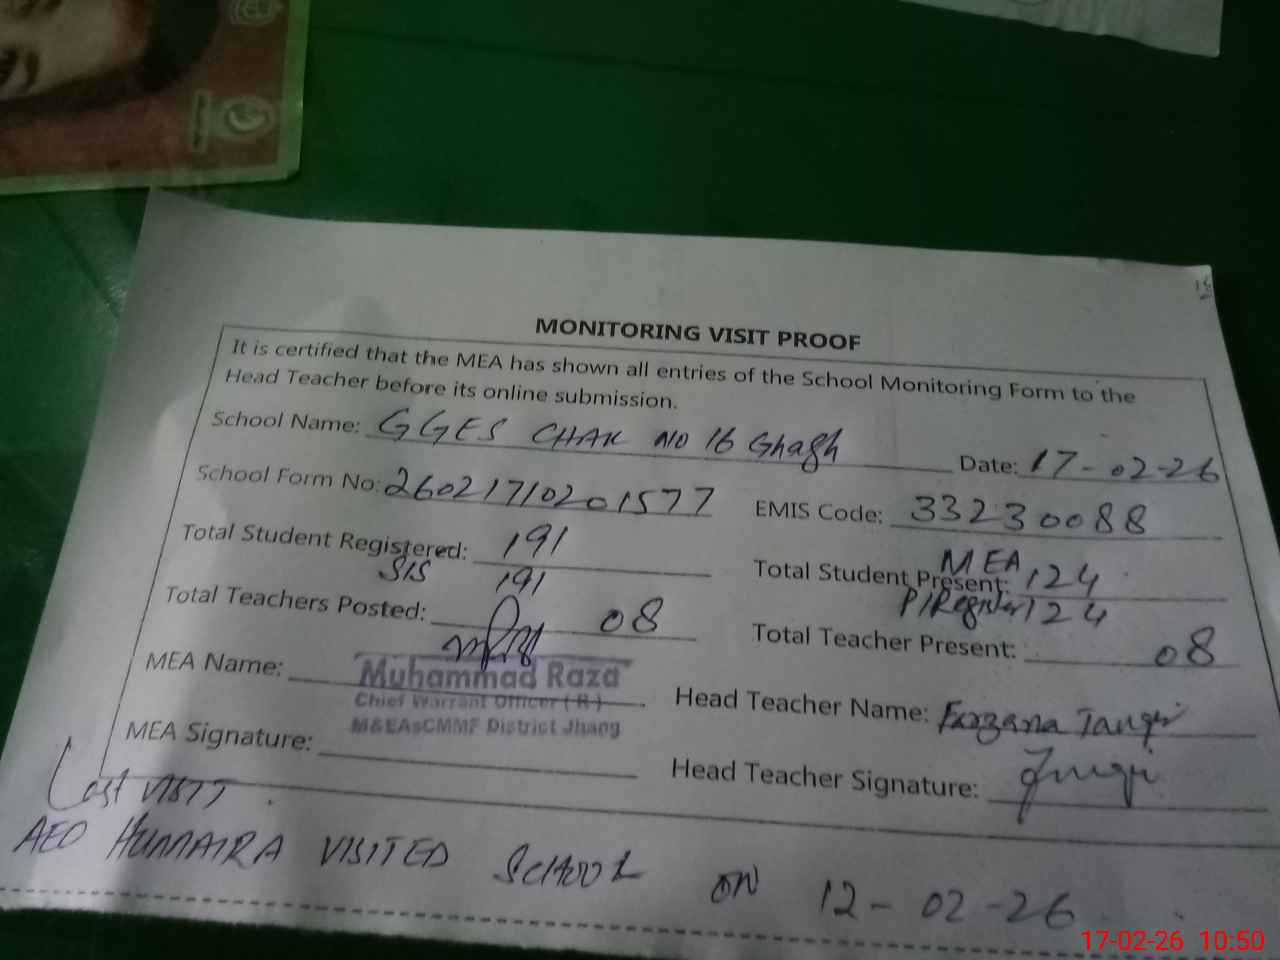 MONITORING VISIT PROOF
It is certified that the MEA has shown all entries of the School Monitoring Form to the
Head Teacher before its online submission.
School Name: GGES CHAK NO 16 Ghagh Date: 17-02-26
School Form No: 26021710201577 EMIS Code: 33230088
Total Student Registered: 191 Total Student Present: MEA 124
SIS 191 P/Register 124
Total Teachers Posted: 08 Total Teacher Present: 08
MEA Name: Muhammad Raza Head Teacher Name: Farzana
Chief Warrant Officer (R)
M&EAsCMMF District Jhang
MEA Signature: Head Teacher Signature:
Last VISIT
AEO HUMAIRA VISITED SCHOOL ON 12-02-26
17-02-26 10:50